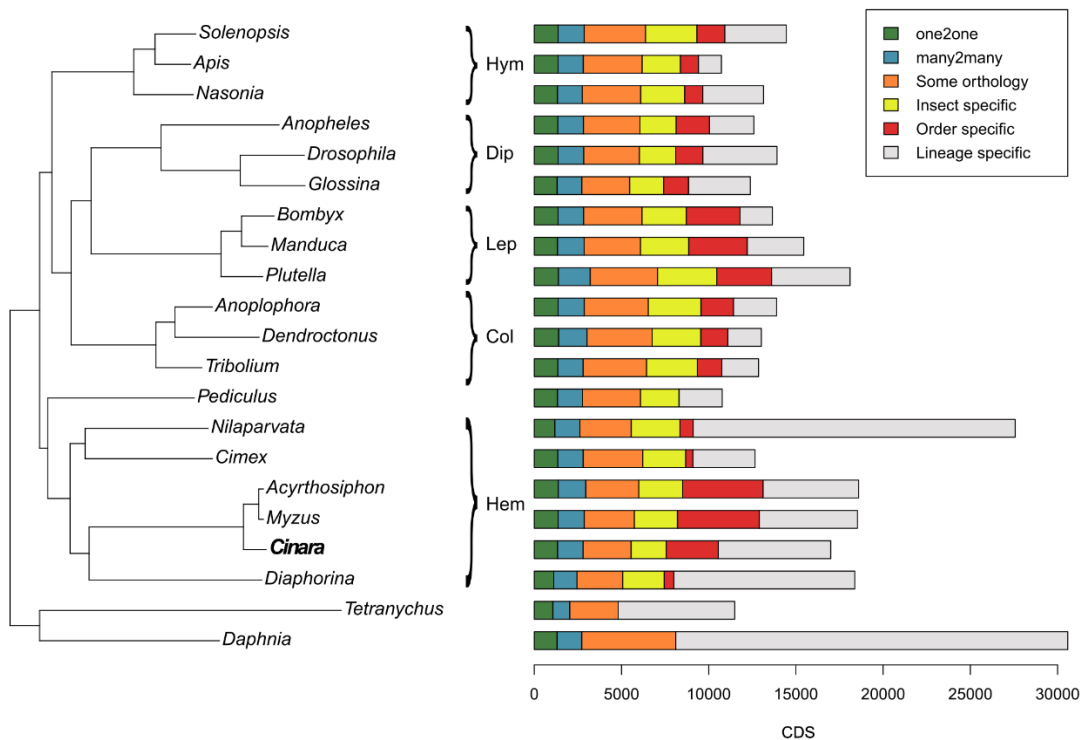 Solenopsis
Apis
Nasonia
Anopheles
Drosophila
Glossina
Bombyx
Manduca
Plutella
Anoplophora
Dendroctonus
Tribolium
Pediculus
Nilaparvata
Cimex
Acyrthosiphon
Myzus
Cinara
Diaphorina
Tetranychus
Daphnia
Hym
Dip
Lep
Col
Hem
one2one
many2many
Some orthology
Insect specific
Order specific
Lineage specific
0 5000 10000 15000 20000 25000 30000
CDS